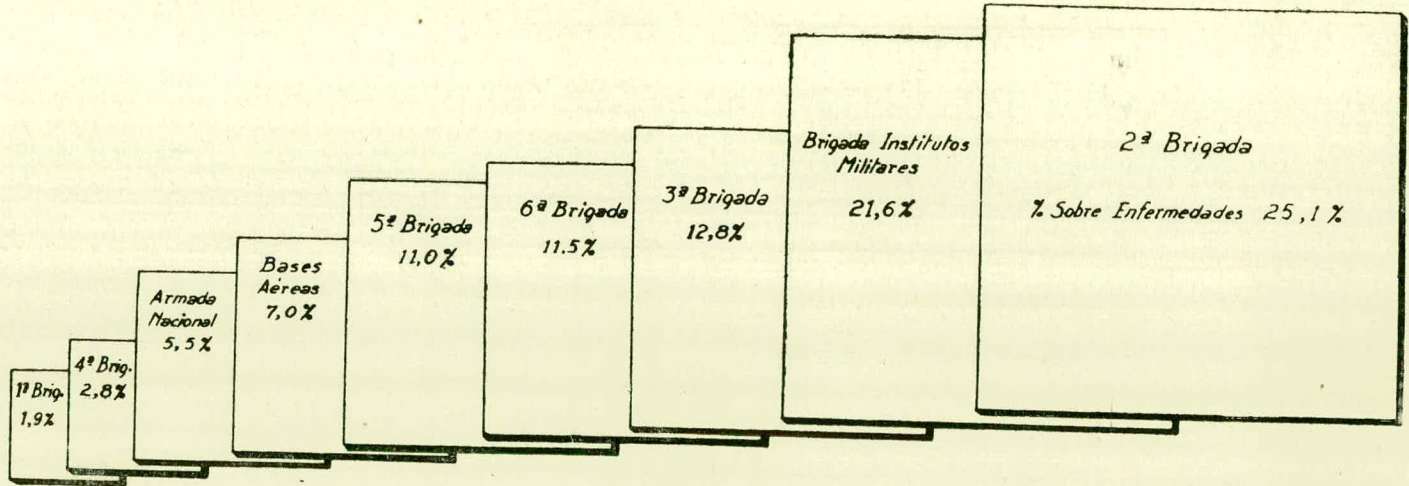 1ª Brig.
1,9%
4ª Brig.
2,8%
Armada
Nacional
5,5%
Bases
Aéreas
7,0%
5ª Brigada
11.0%
6ª Brigada
11.5%
3ª Brigada
12,8%
Brigada Institutos
Militares
21,6%
2ª Brigada
% Sobre Enfermedades 25,1%